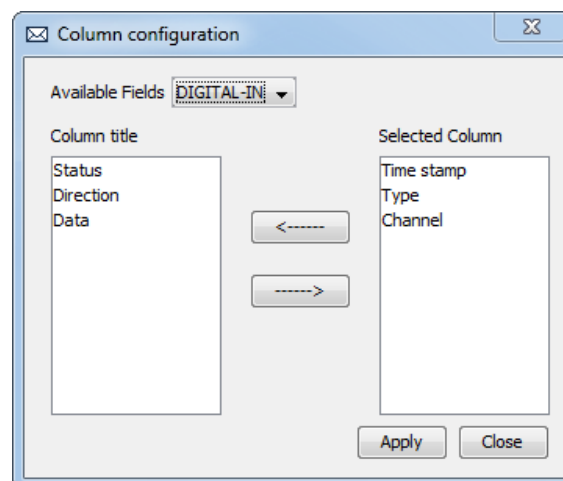 Column configuration
Available Fields DIGITAL-IN
Column title
Selected Column
Status
Direction
Data
<------
------>
Time stamp
Type
Channel
Apply
Close